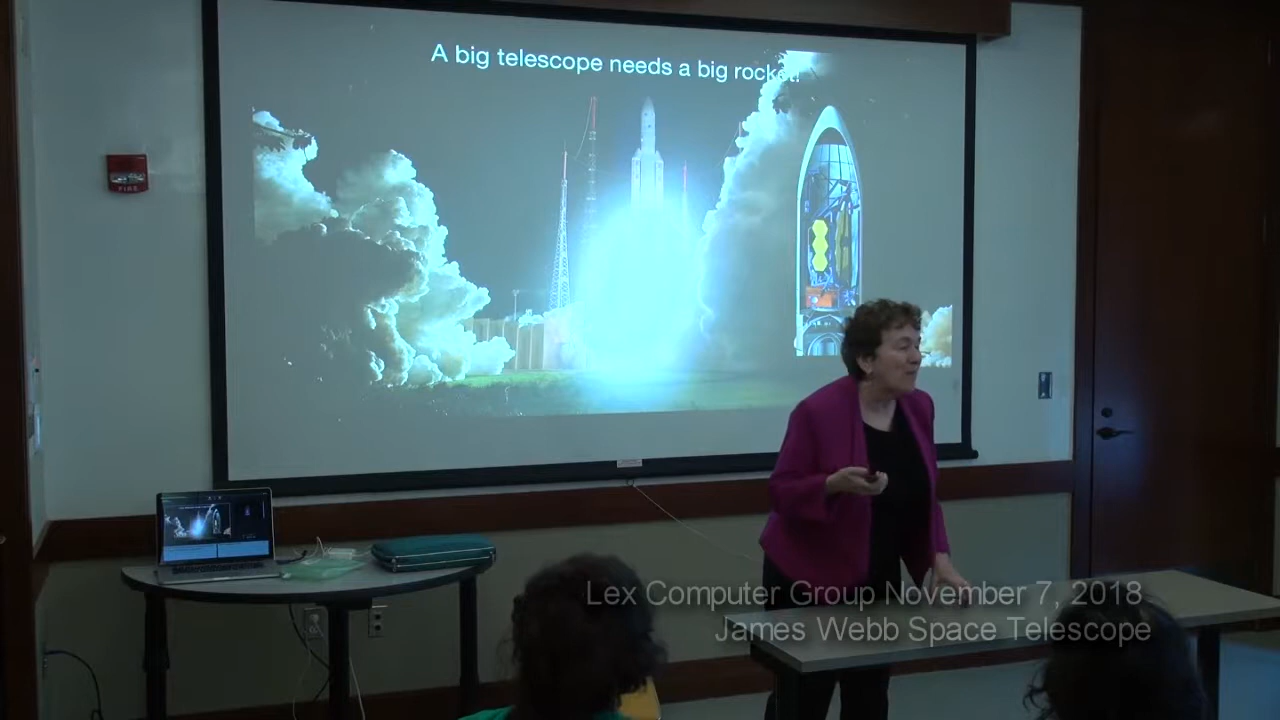 A big telescope needs a big rocket!
FIRE
Lex Computer Group November 7, 2018
James Webb Space Telescope